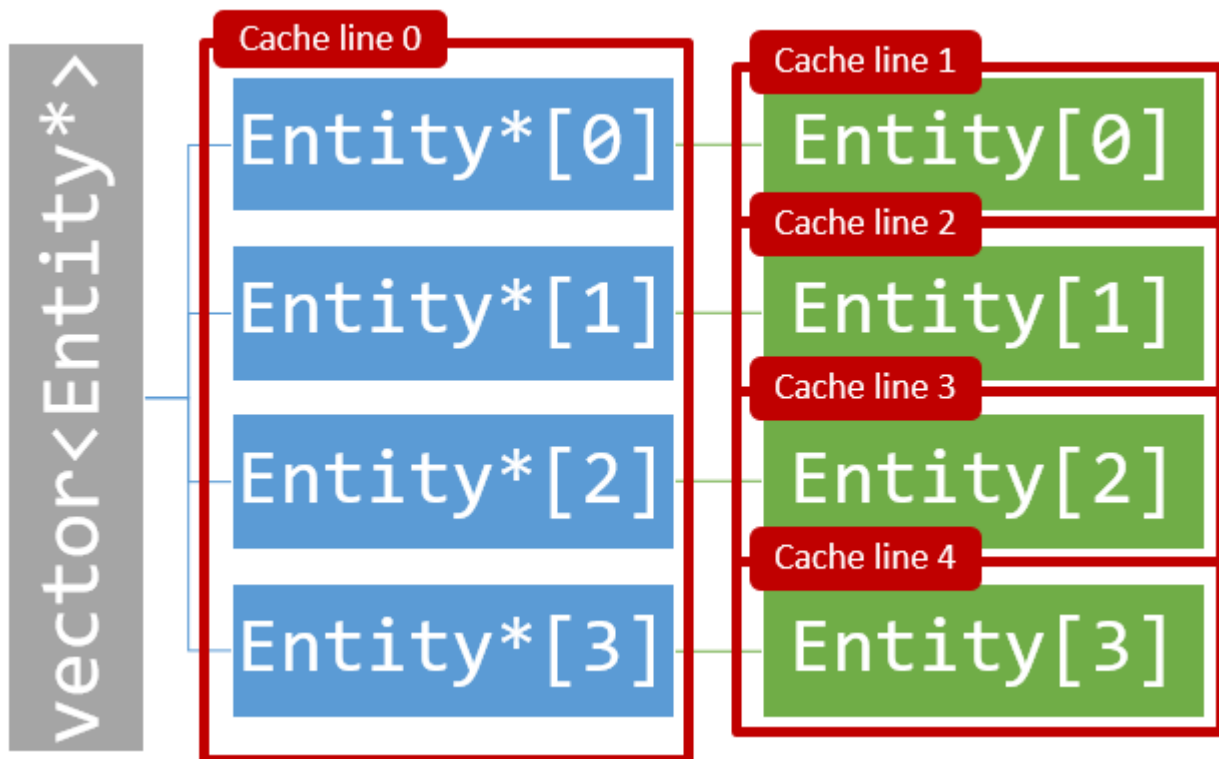 vector<Entity*>
Cache line 0
Entity*[0]
Entity*[1]
Entity*[2]
Entity*[3]
Cache line 1
Entity[0]
Cache line 2
Entity[1]
Cache line 3
Entity[2]
Cache line 4
Entity[3]